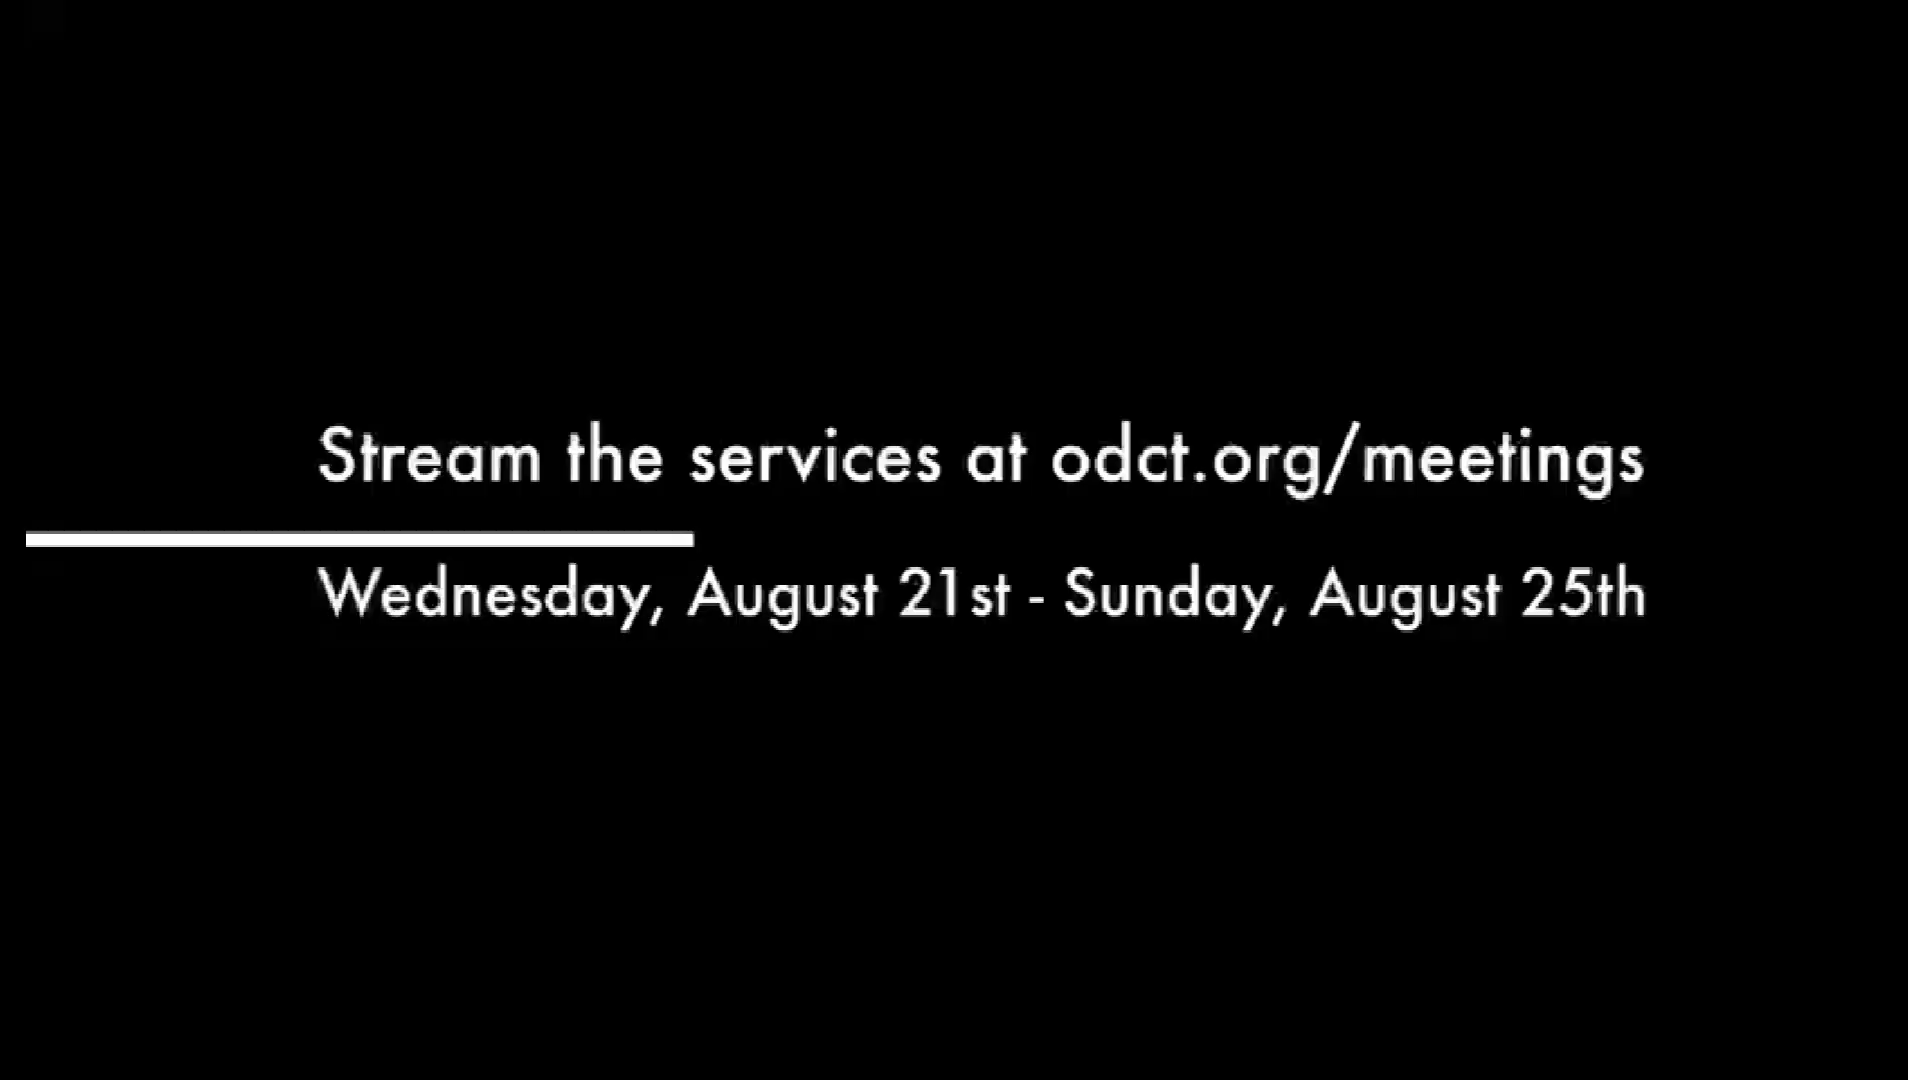 Stream the services at odct.org/meetings
Wednesday, August 21st - Sunday, August 25th